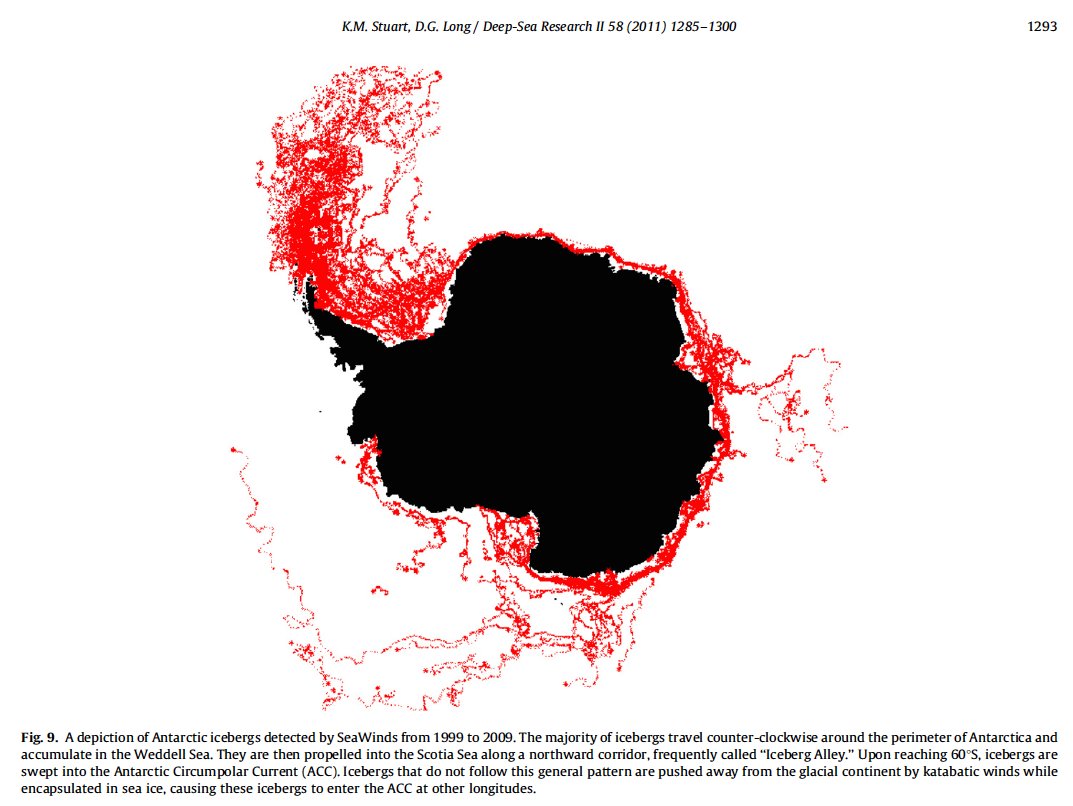 K.M. Stuart, D.G. Long / Deep-Sea Research II 58 (2011) 1285–1300
1293
Fig. 9. A depiction of Antarctic icebergs detected by SeaWinds from 1999 to 2009. The majority of icebergs travel counter-clockwise around the perimeter of Antarctica and
accumulate in the Weddell Sea. They are then propelled into the Scotia Sea along a northward corridor, frequently called “Iceberg Alley.” Upon reaching 60°S, icebergs are
swept into the Antarctic Circumpolar Current (ACC). Icebergs that do not follow this general pattern are pushed away from the glacial continent by katabatic winds while
encapsulated in sea ice, causing these icebergs to enter the ACC at other longitudes.